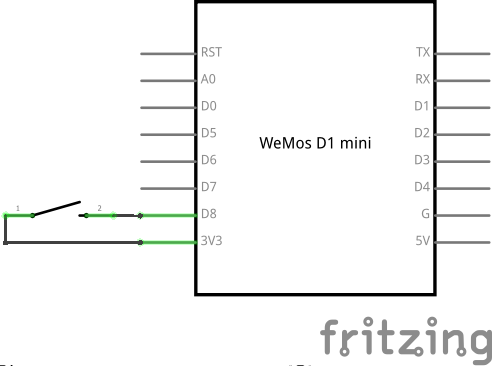 RST
A0
D0
D5
D6
D7
D8
3V3
1
2
WeMos D1 mini
TX
RX
D1
D2
D3
D4
G
5V
fritzing